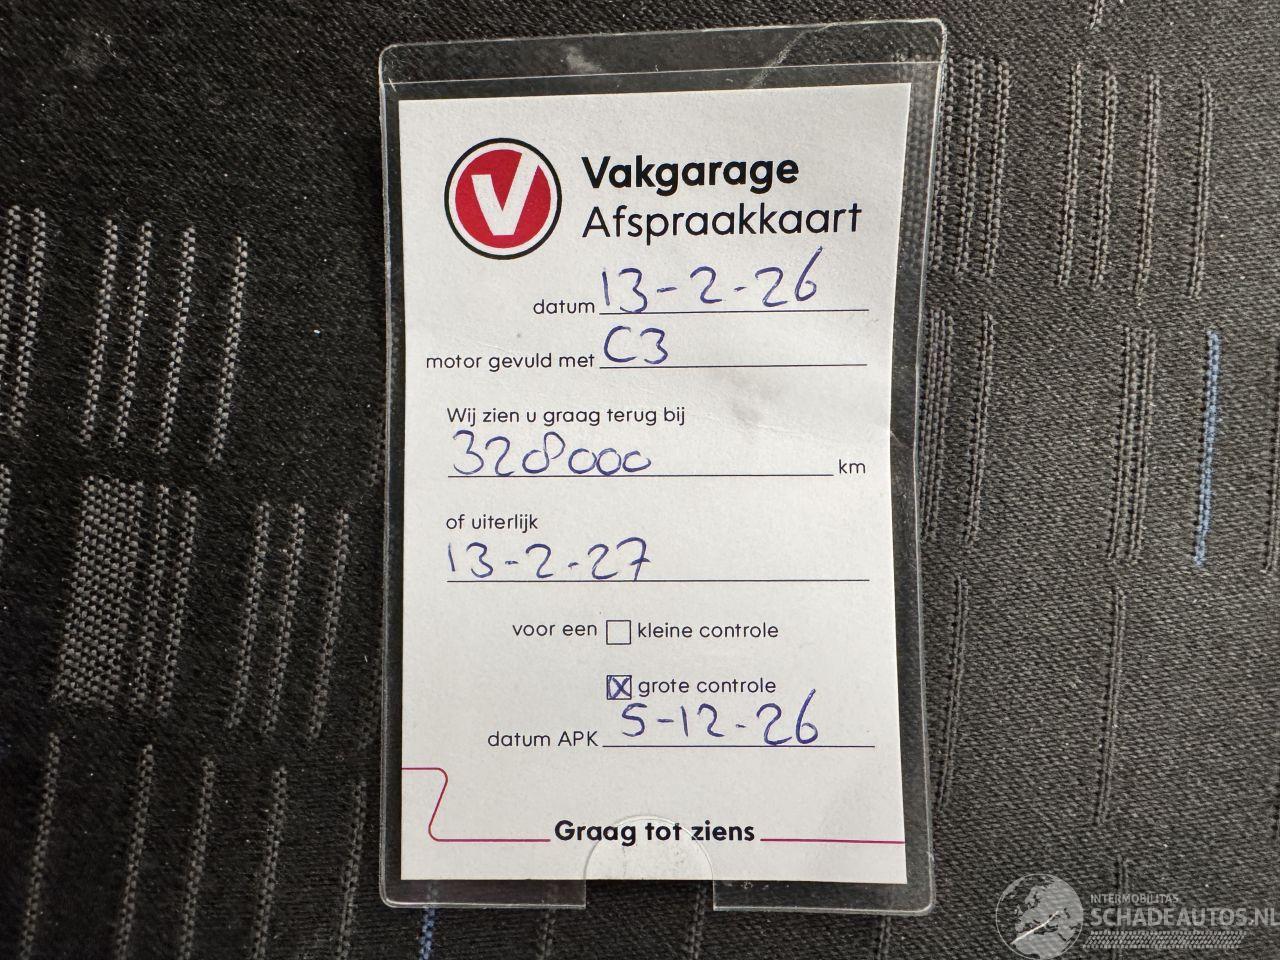 V
Vakgarage
Afspraakkaart
datum 13-2-26
motor gevuld met C3
Wij zien u graag terug bij
328000 km
of uiterlijk
13-2-27
voor een kleine controle
X grote controle
datum APK 5-12-26
Graag tot ziens
INTERMOBILITAS
SCHADEAUTOS.NL